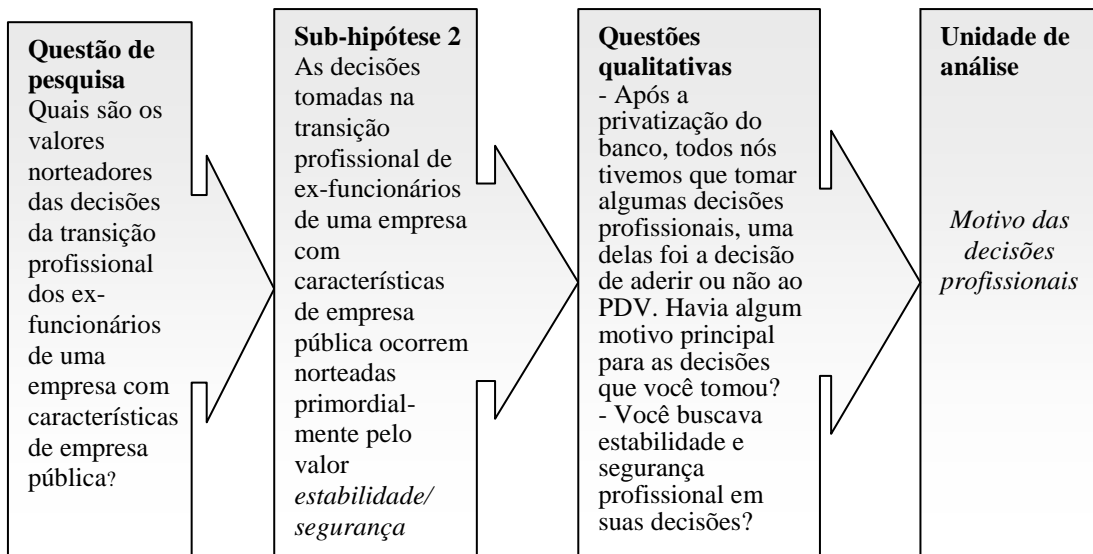 Questão de
pesquisa
Quais são os
valores
norteadores
das decisões
da transição
profissional
dos ex-
funcionários
de uma
empresa com
características
de empresa
pública?
Sub-hipótese 2
As decisões
tomadas na
transição
profissional de
ex-funcionários
de uma empresa
com
características
de empresa
pública ocorrem
norteadas
primordial-
mente pelo
valor
estabilidade/
segurança
Questões
qualitativas
- Após a
privatização do
banco, todos nós
tivemos que tomar
algumas decisões
profissionais, uma
delas foi a decisão
de aderir ou não ao
PDV. Havia algum
motivo principal
para as decisões
que você tomou?
- Você buscava
estabilidade e
segurança
profissional em
suas decisões?
Unidade de
análise
Motivo das
decisões
profissionais